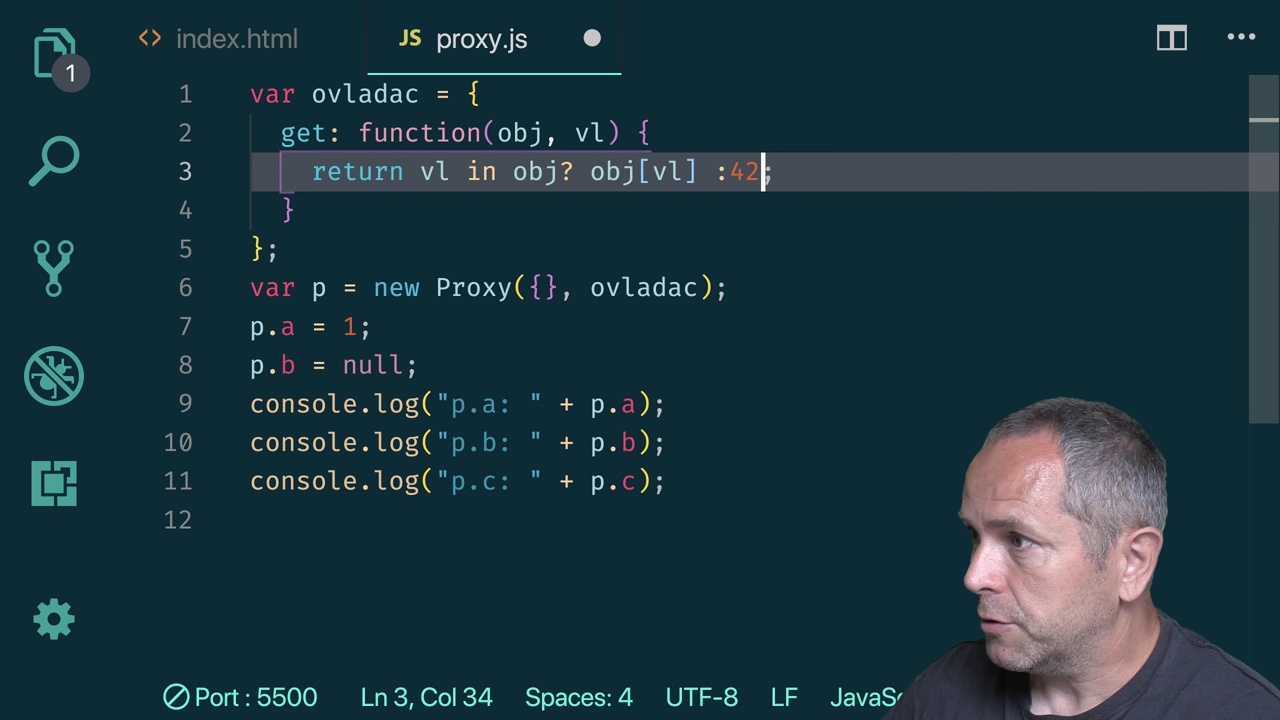 <> index.html
JS proxy.js
1
1 var ovladac = {
2 get: function(obj, vl) {
3 return vl in obj? obj[vl] :42;
4 }
5 };
6 var p = new Proxy({}, ovladac);
7 p.a = 1;
8 p.b = null;
9 console.log("p.a: " + p.a);
10 console.log("p.b: " + p.b);
11 console.log("p.c: " + p.c);
12
Port : 5500 Ln 3, Col 34 Spaces: 4 UTF-8 LF JavaSc